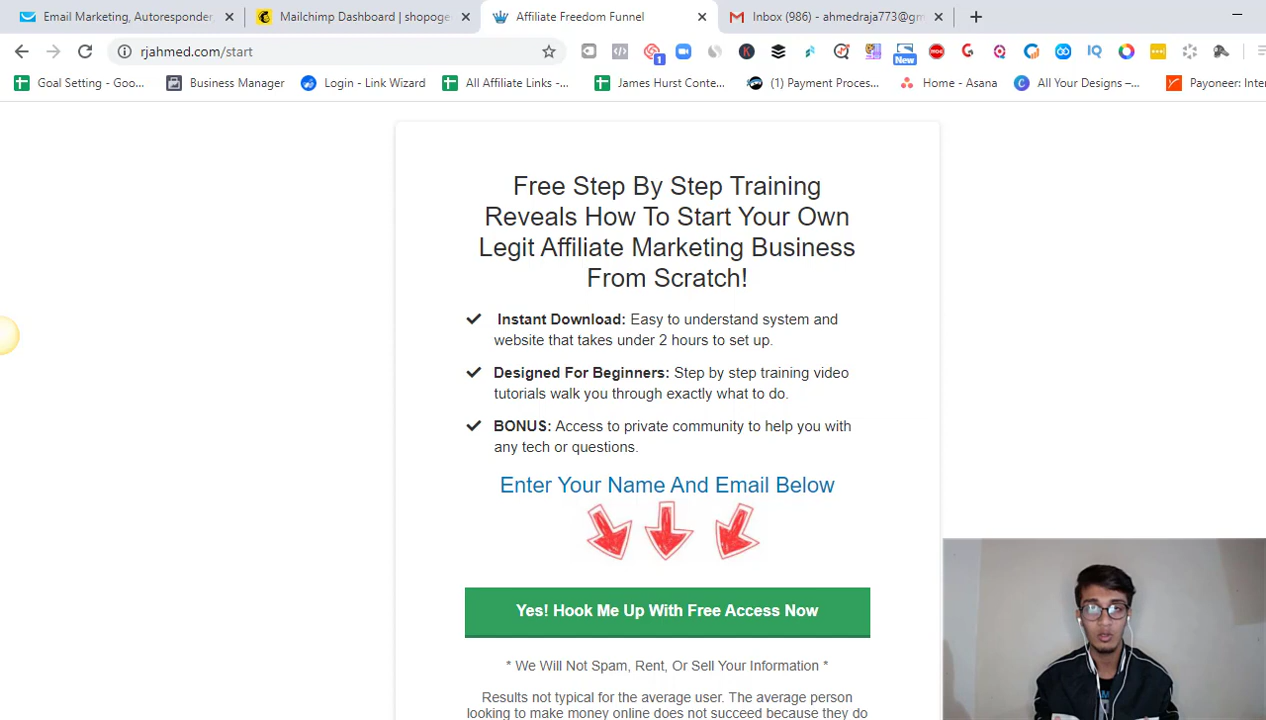 Email Marketing, Autoresponder,
Mailchimp Dashboard | shopoge
Affiliate Freedom Funnel
Inbox (986) - ahmedraja773@gm
rjahmed.com/start
1
New
Goal Setting - Goo...
Business Manager
Login - Link Wizard
All Affiliate Links -...
James Hurst Conte...
(1) Payment Proces...
Home - Asana
All Your Designs –...
Payoneer: Inter
Free Step By Step Training
Reveals How To Start Your Own
Legit Affiliate Marketing Business
From Scratch!
Instant Download: Easy to understand system and
website that takes under 2 hours to set up.
Designed For Beginners: Step by step training video
tutorials walk you through exactly what to do.
BONUS: Access to private community to help you with
any tech or questions.
Enter Your Name And Email Below
Yes! Hook Me Up With Free Access Now
* We Will Not Spam, Rent, Or Sell Your Information *
Results not typical for the average user. The average person
looking to make money online does not succeed because they do